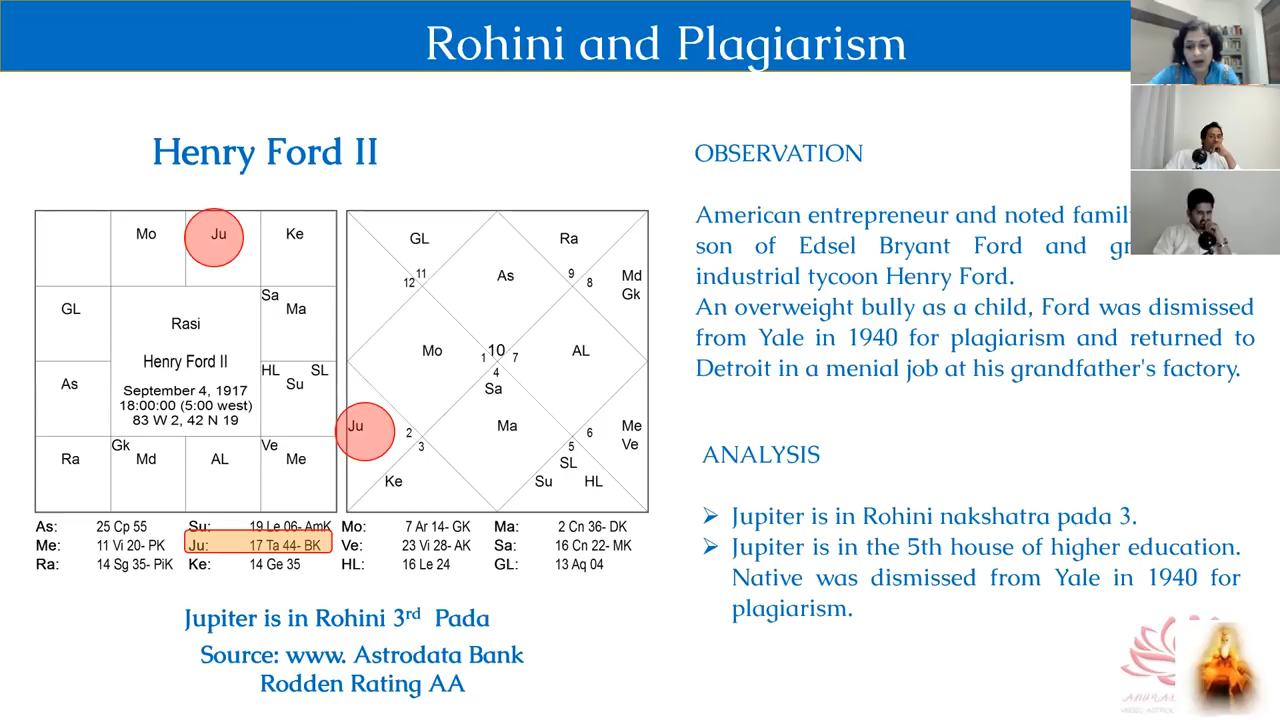 Rohini and Plagiarism
Henry Ford II
Mo
Ju
Ke
GL
Sa
Ma
As
HL
SL
Su
Ra
Gk
Md
AL
Ve
Me
Rasi
Henry Ford II
September 4, 1917
18:00:00 (5:00 west)
83 W 2, 42 N 19
GL
Ra
11
12
As
9
8
Md
Gk
Mo
1
10
7
AL
4
Sa
Ju
2
3
Ma
6
5
Me
Ve
SL
Ke
Su
HL
As: 25 Cp 55 Su: 19 Le 06- AmK Mo: 7 Ar 14- GK Ma: 2 Cn 36- DK
Me: 11 Vi 20- PK Ju: 17 Ta 44- BK Ve: 23 Vi 28- AK Sa: 16 Cn 22- MK
Ra: 14 Sg 35- PiK Ke: 14 Ge 35 HL: 16 Le 24 GL: 13 Aq 04
Jupiter is in Rohini 3rd Pada
Source: www. Astrodata Bank
Rodden Rating AA
OBSERVATION
American entrepreneur and noted
son of Edsel Bryant Ford and
industrial tycoon Henry Ford.
An overweight bully as a child, Ford was dismissed
from Yale in 1940 for plagiarism and returned to
Detroit in a menial job at his grandfather's factory.
ANALYSIS
➢ Jupiter is in Rohini nakshatra pada 3.
➢ Jupiter is in the 5th house of higher education.
Native was dismissed from Yale in 1940 for
plagiarism.